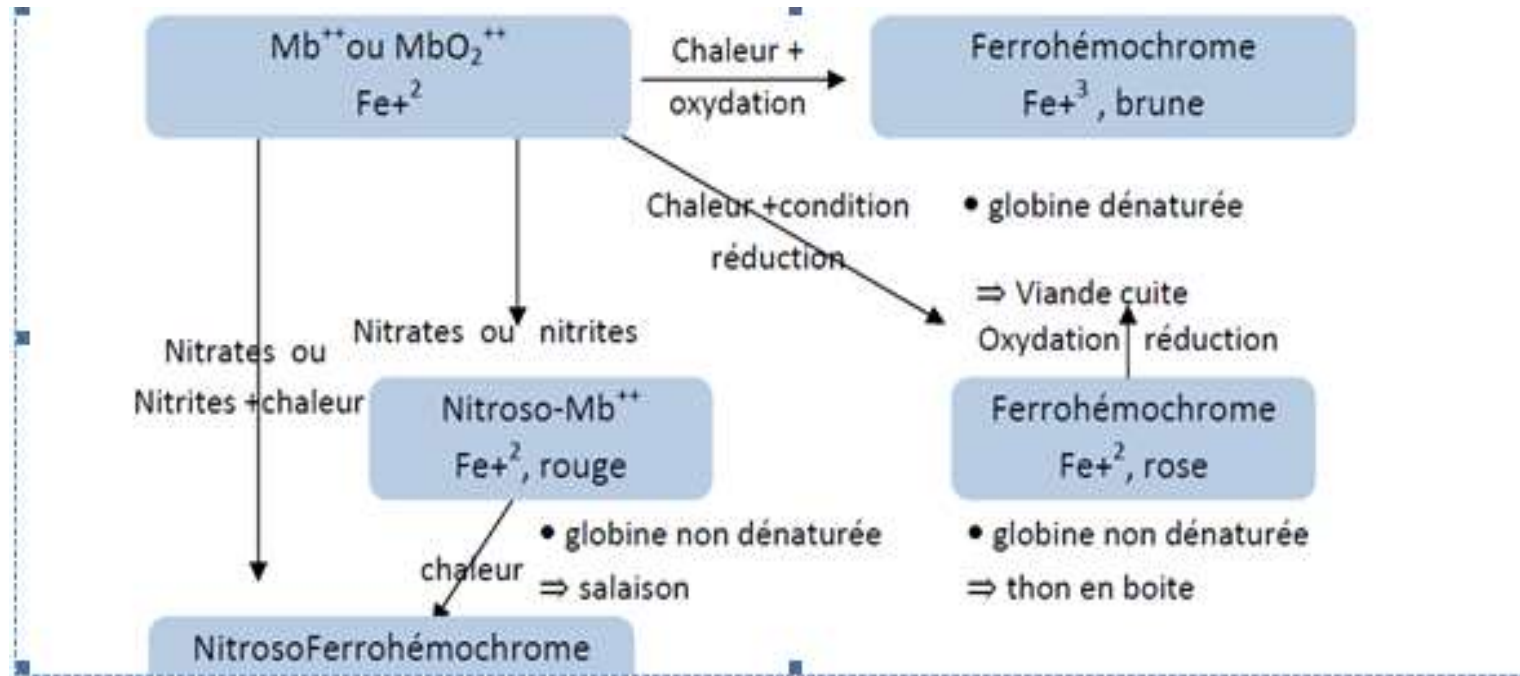 Mb⁺⁺ou MbO₂⁺⁺
Fe+²
Chaleur +
oxydation
Ferrohémochrome
Fe+³ , brune
Chaleur +condition
réduction
• globine dénaturée
⇒ Viande cuite
Oxydation réduction
Nitrates ou nitrites
Nitrates ou
Nitrites +chaleur
Nitroso-Mb⁺⁺
Fe+², rouge
Ferrohémochrome
Fe+², rose
• globine non dénaturée
⇒ salaison
• globine non dénaturée
⇒ thon en boite
chaleur
NitrosoFerrohémochrome